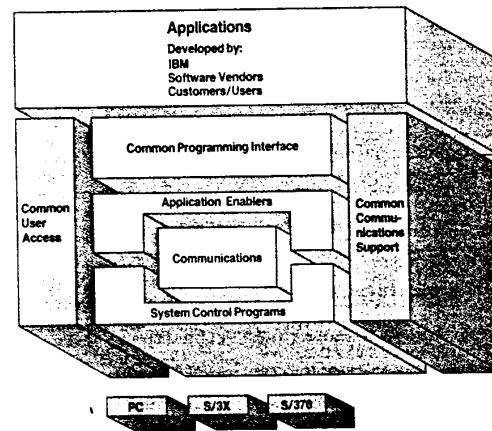 Applications
Developed by:
IBM
Software Vendors
Customers/Users
Common Programming Interface
Common
User
Access
Application Enablers
Communications
System Control Programs
Common
Commu-
nications
Support
PC
S/3X
S/370